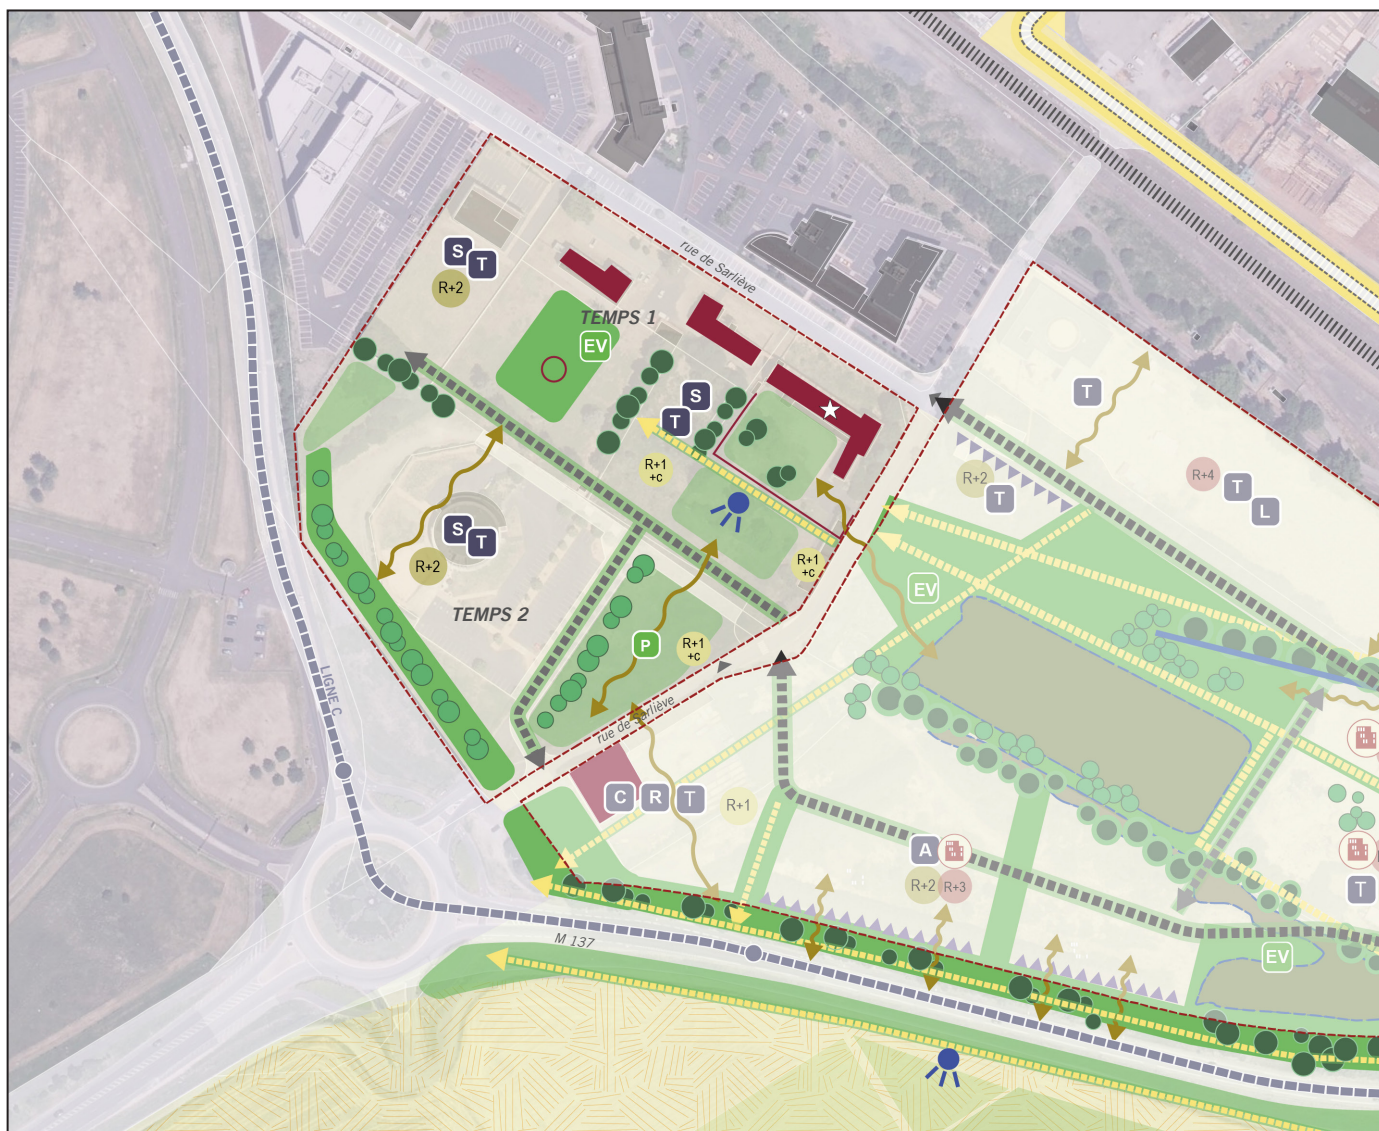 rue de Sarliève
S
T
R+2
TEMPS 1
EV
T
S
T
R+1
+c
R+4
T
L
R+2
T
S
T
R+2
R+1
+c
EV
TEMPS 2
P
R+1
+c
LIGNE C
rue de Sarliève
C
R
T
R+1
A
R+2
R+3
T
M 137
EV